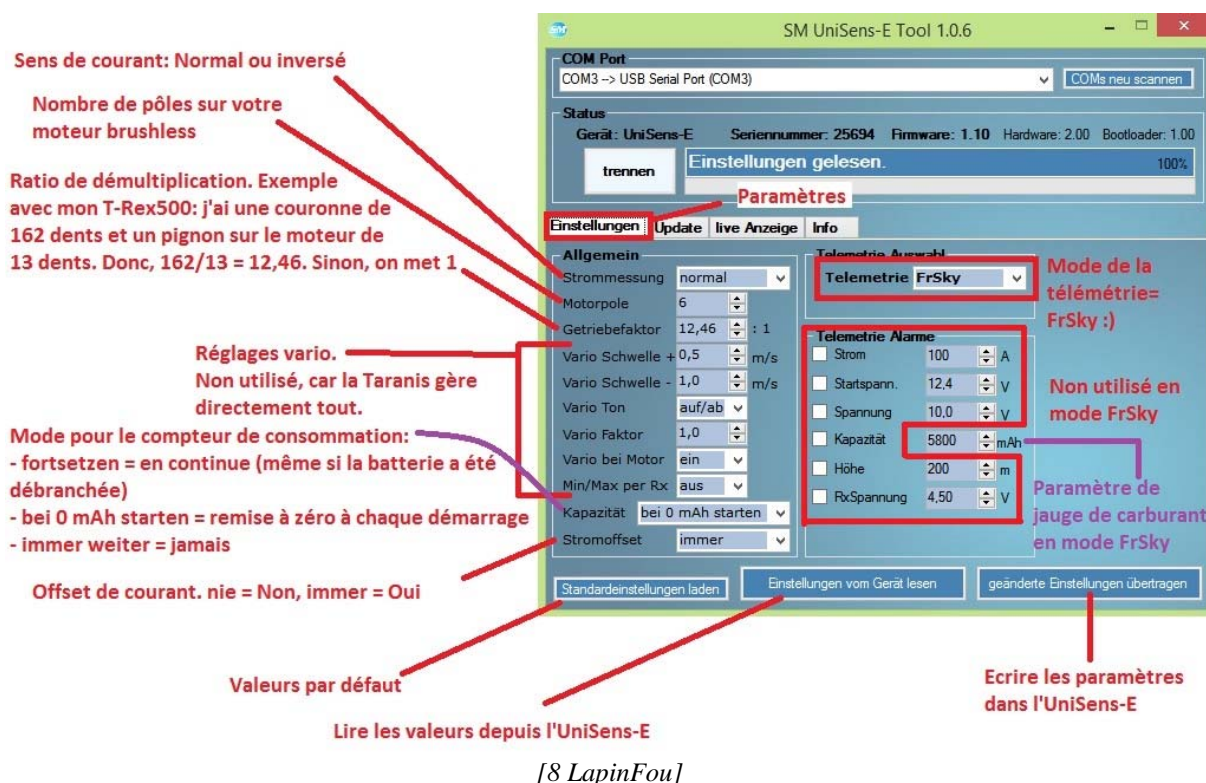 SM UniSens-E Tool 1.0.6
COM Port
COM3 --> USB Serial Port (COM3)
COMs neu scannen
Status
Gerät: UniSens-E Seriennummer: 25694 Firmware: 1.10 Hardware: 2.00 Bootloader: 1.00
trennen
Einstellungen gelesen.
100%
Paramètres
Einstellungen Update live Anzeige Info
Sens de courant: Normal ou inversé
Nombre de pôles sur votre
moteur brushless
Ratio de démultiplication. Exemple
avec mon T-Rex500: j'ai une couronne de
162 dents et un pignon sur le moteur de
13 dents. Donc, 162/13 = 12,46. Sinon, on met 1
Réglages vario.
Non utilisé, car la Taranis gère
directement tout.
Mode pour le compteur de consommation:
- fortsetzen = en continue (même si la batterie a été
débranchée)
- bei 0 mAh starten = remise à zéro à chaque démarrage
- immer weiter = jamais
Offset de courant. nie = Non, immer = Oui
Allgemein
Strommessung normal
Motorpole 6
Getriebefaktor 12,46 : 1
Vario Schwelle + 0,5 m/s
Vario Schwelle - 1,0 m/s
Vario Ton auf/ab
Vario Faktor 1,0
Vario bei Motor ein
Min/Max per Rx aus
Kapazität bei 0 mAh starten
Stromoffset immer
Telemetrie Auswahl
Telemetrie FrSky
Telemetrie Alarme
Strom 100 A
Startspann. 12,4 V
Spannung 10,0 V
Kapazität 5800 mAh
Höhe 200 m
RxSpannung 4,50 V
Mode de la
télémétrie=
FrSky :)
Non utilisé en
mode FrSky
Paramètre de
jauge de carburant
en mode FrSky
Standardeinstellungen laden
Einstellungen vom Gerät lesen
geänderte Einstellungen übertragen
Valeurs par défaut
Lire les valeurs depuis l'UniSens-E
Ecrire les paramètres
dans l'UniSens-E
[8 LapinFou]